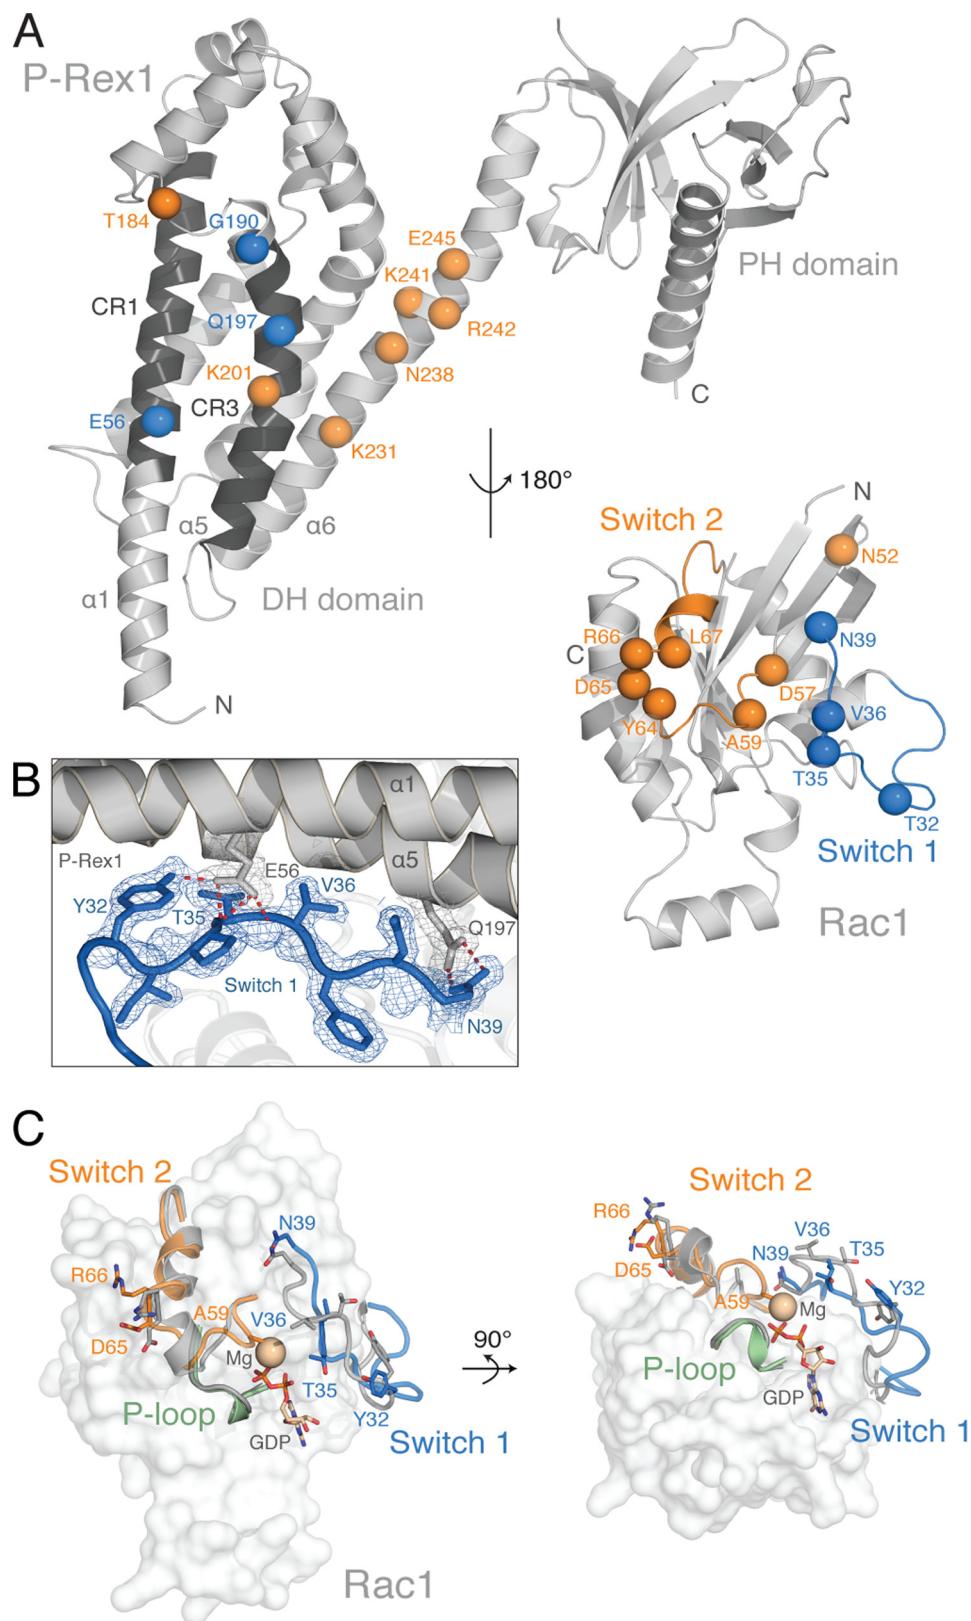 A
P-Rex1
T184
G190
E245
K241
PH domain
CR1
Q197
R242
K201
N238
C
E56
CR3
K231
180°
N
α5
α6
Switch 2
N52
α1
DH domain
R66
L67
N39
C
D65
D57
N
Y64
V36
A59
B
α1
T35
T32
α5
P-Rex1
E56
Switch 1
Y32
V36
T35
Q197
Rac1
Switch 1
N39
C
Switch 2
Switch 2
N39
R66
V36
T35
R66
N39
D65
Y32
A59
V36
A59
Mg
D65
Mg
90°
P-loop
T35
P-loop
Y32
GDP
GDP
Switch 1
Switch 1
Rac1